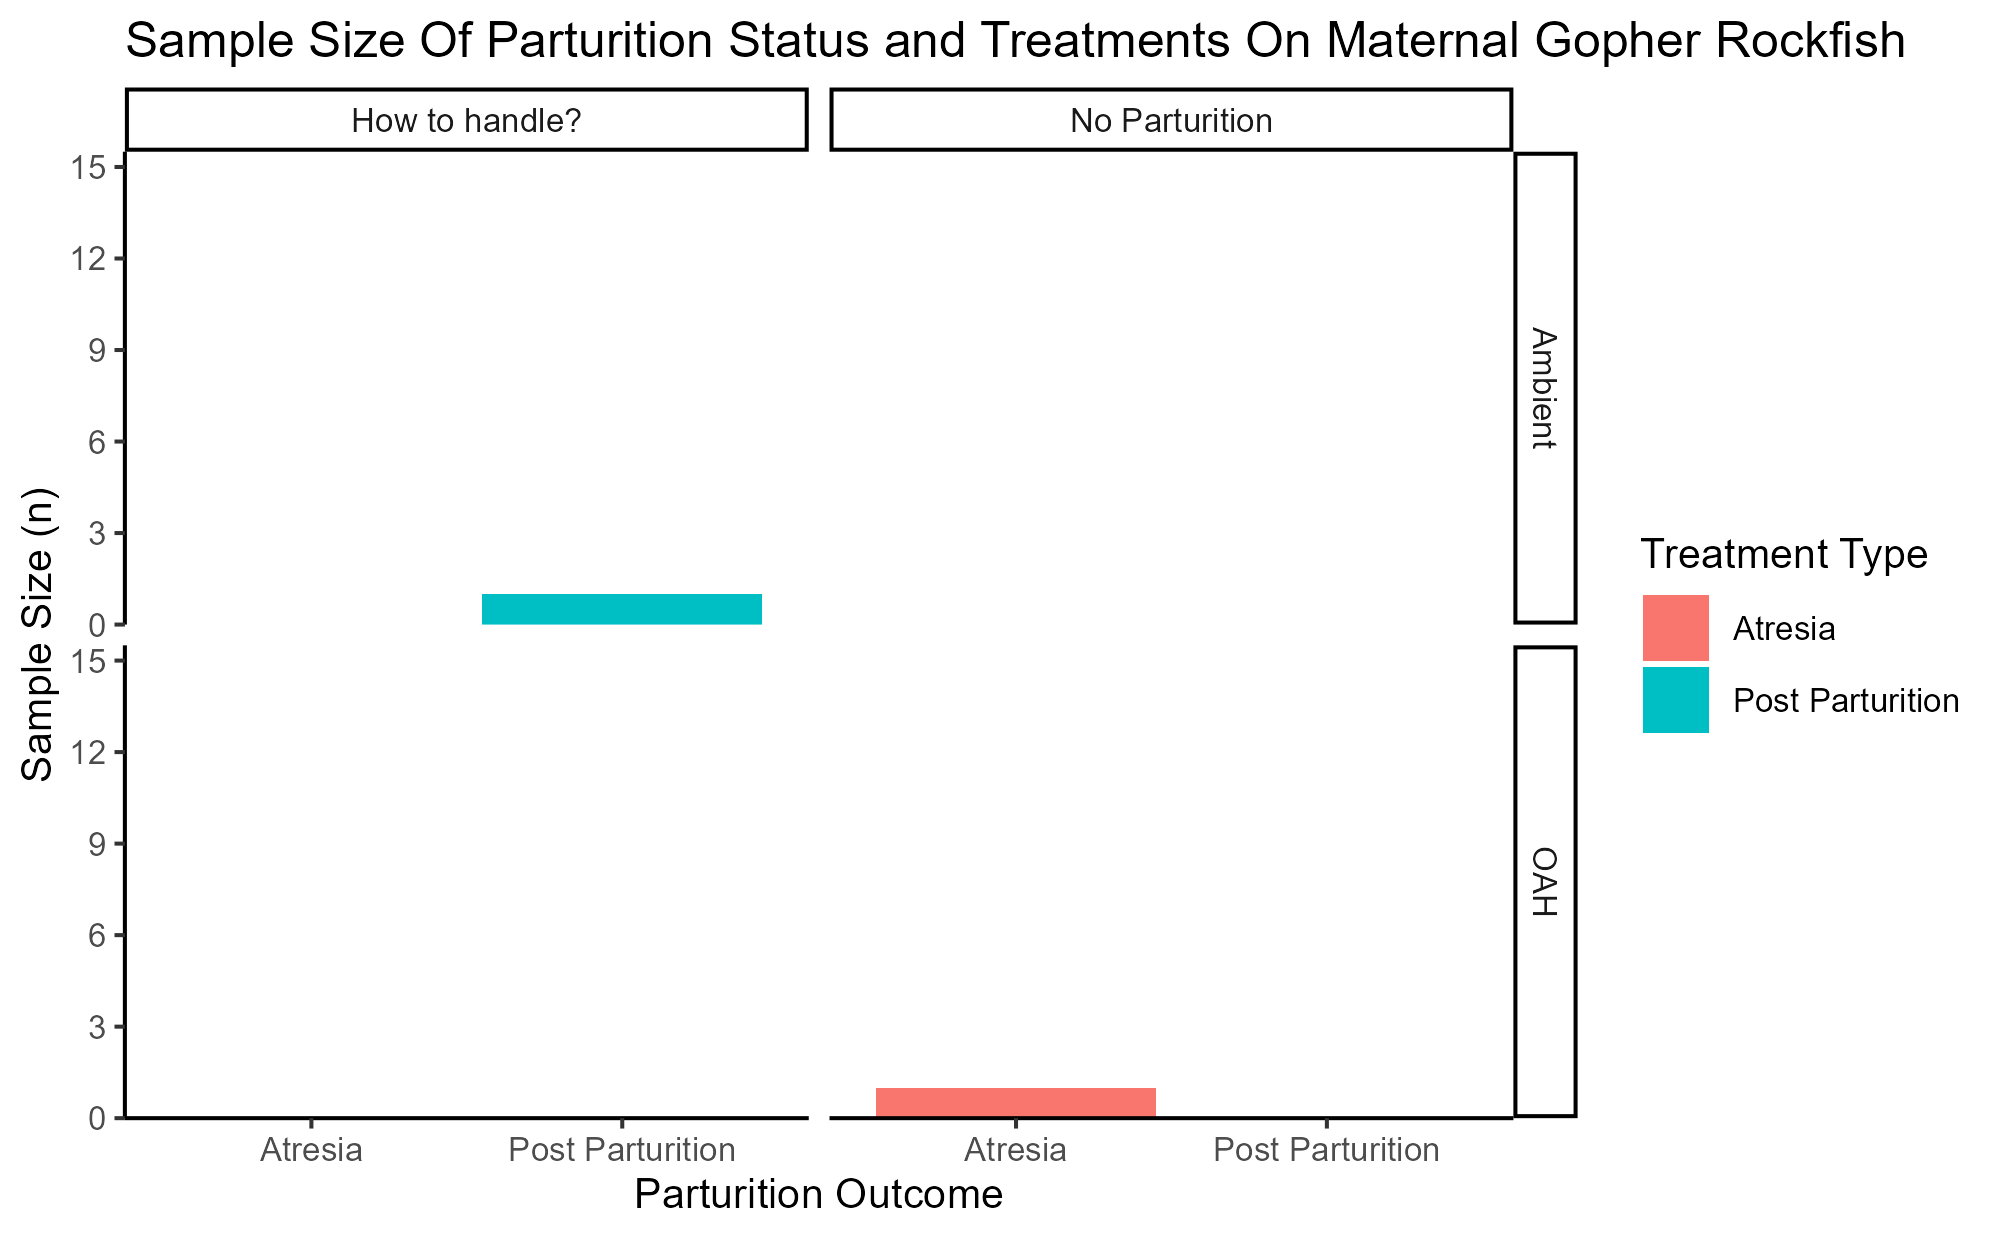 Sample Size Of Parturition Status and Treatments On Maternal Gopher Rockfish
How to handle?
No Parturition
15
12
9
6
3
0
Ambient
15
12
9
6
3
0
OAH
Sample Size (n)
Atresia
Post Parturition
Atresia
Post Parturition
Parturition Outcome
Treatment Type
Atresia
Post Parturition